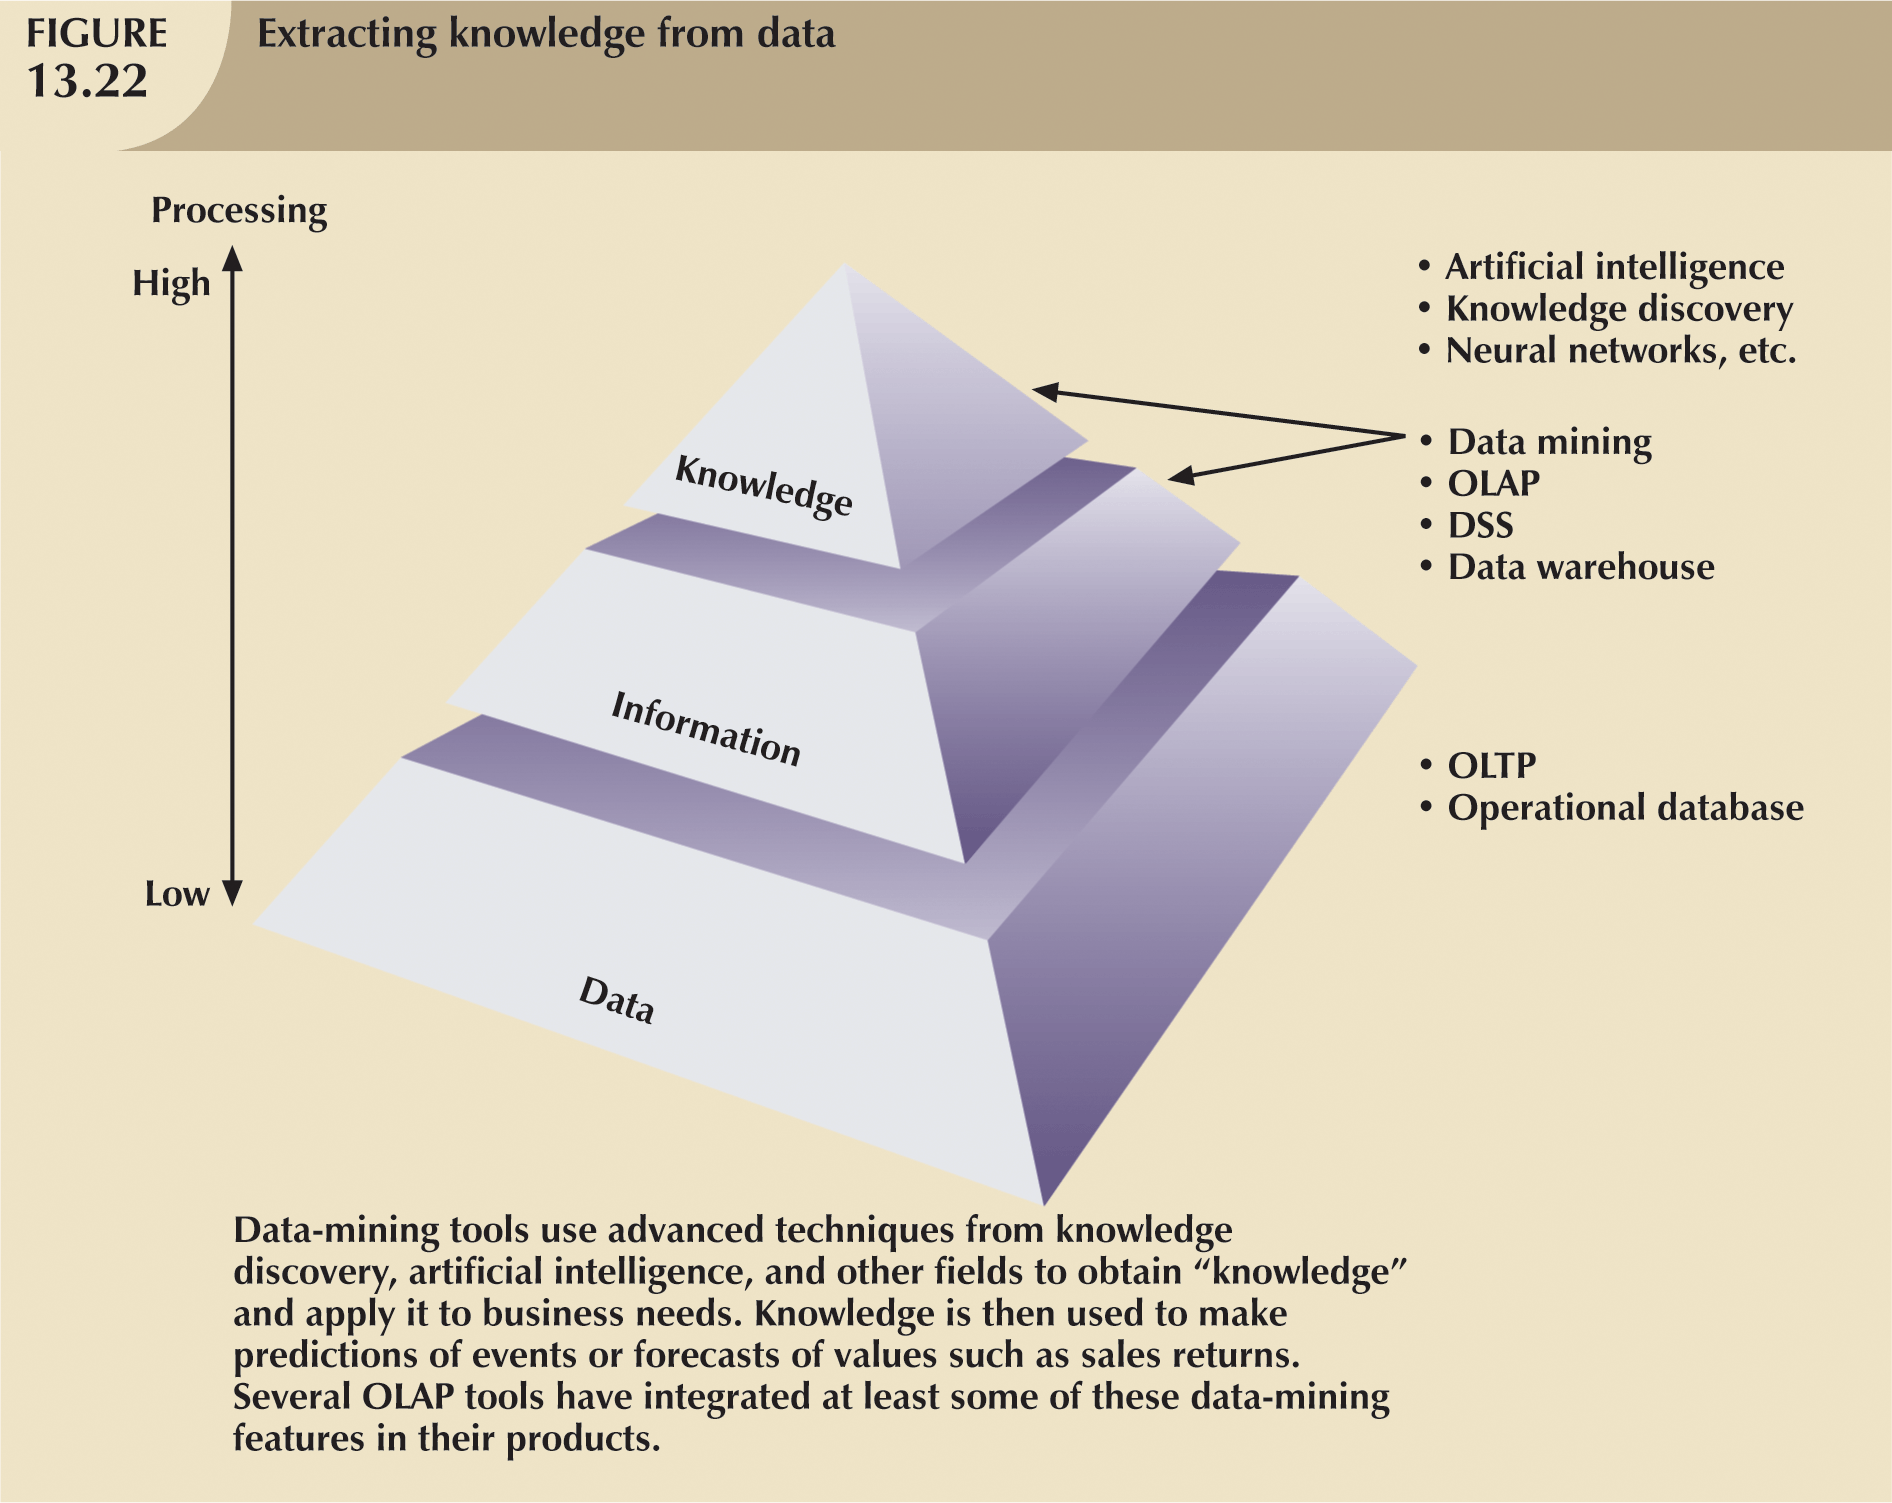 FIGURE
13.22
Extracting knowledge from data
Processing
High
Low
Knowledge
Information
Data
• Artificial intelligence
• Knowledge discovery
• Neural networks, etc.
• Data mining
• OLAP
• DSS
• Data warehouse
• OLTP
• Operational database
Data-mining tools use advanced techniques from knowledge
discovery, artificial intelligence, and other fields to obtain “knowledge”
and apply it to business needs. Knowledge is then used to make
predictions of events or forecasts of values such as sales returns.
Several OLAP tools have integrated at least some of these data-mining
features in their products.